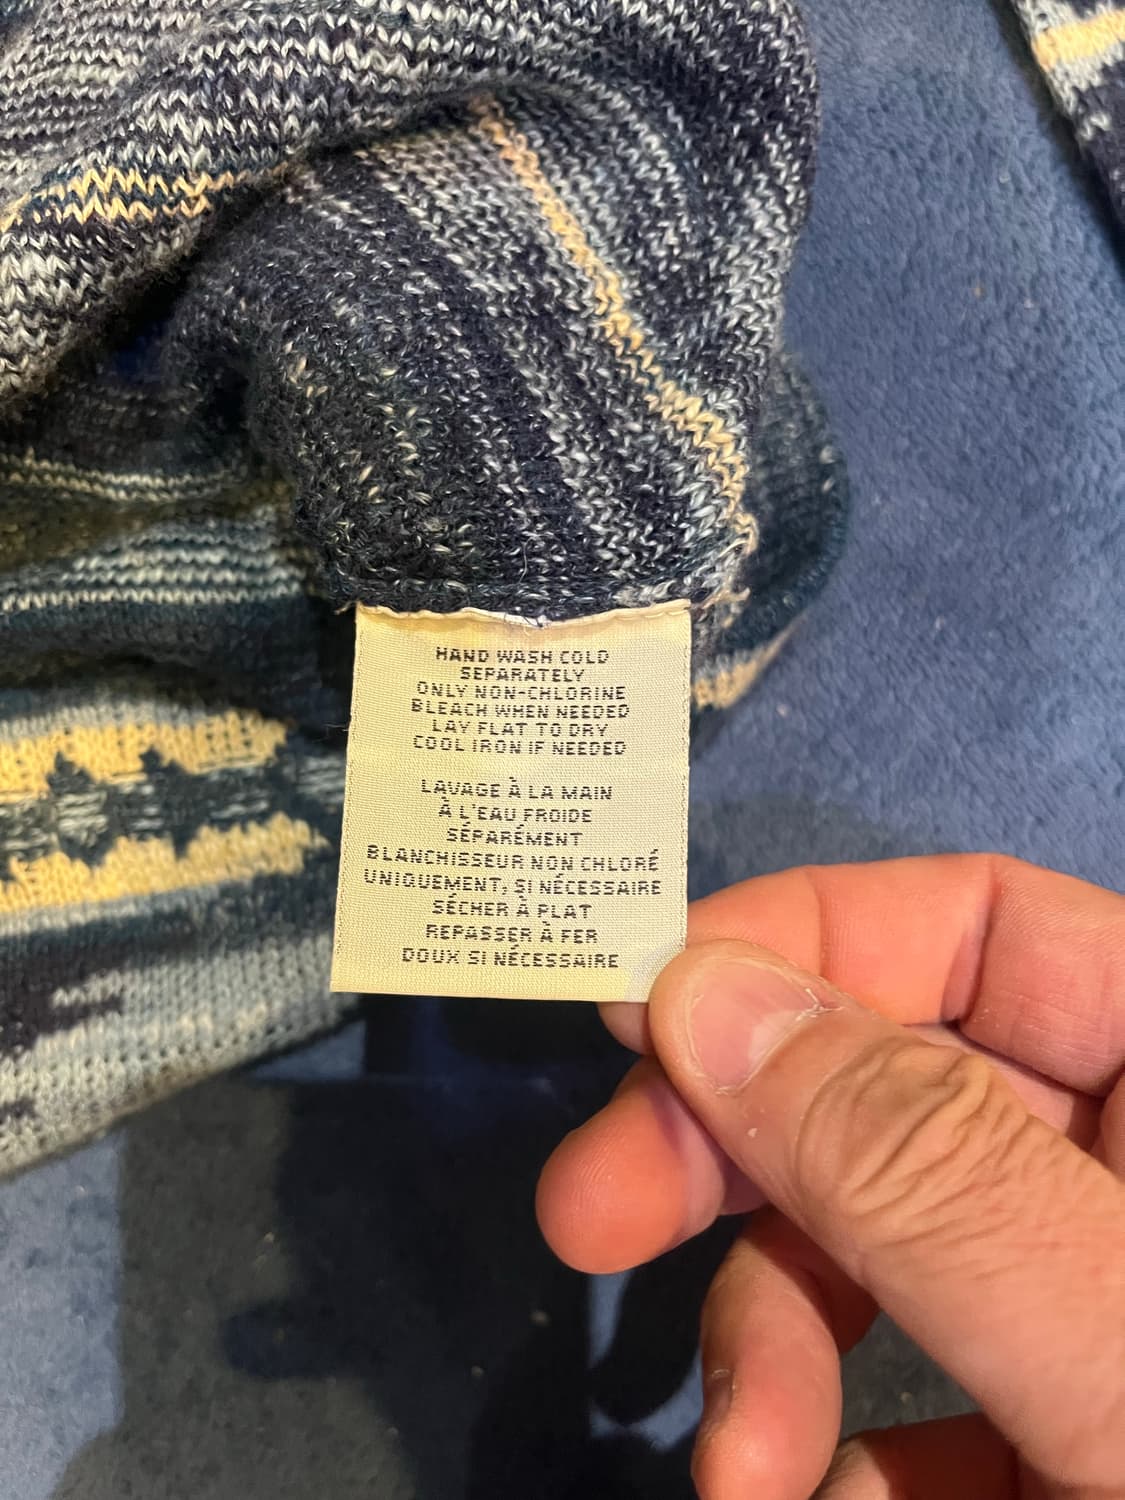 HAND WASH COLD
SEPARATELY
ONLY NON-CHLORINE
BLEACH WHEN NEEDED
LAY FLAT TO DRY
COOL IRON IF NEEDED
LAVAGE À LA MAIN
À L'EAU FROIDE
SÉPARÉMENT
BLANCHISSEUR NON CHLORÉ
UNIQUEMENT, SI NÉCESSAIRE
SÉCHER À PLAT
REPASSER À FER
DOUX SI NÉCESSAIRE